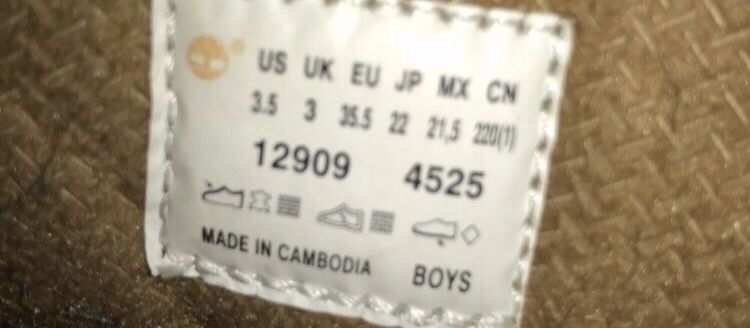 US UK EU JP MX CN
3.5 3 35.5 22 21,5 220(1)
12909 4525
MADE IN CAMBODIA BOYS